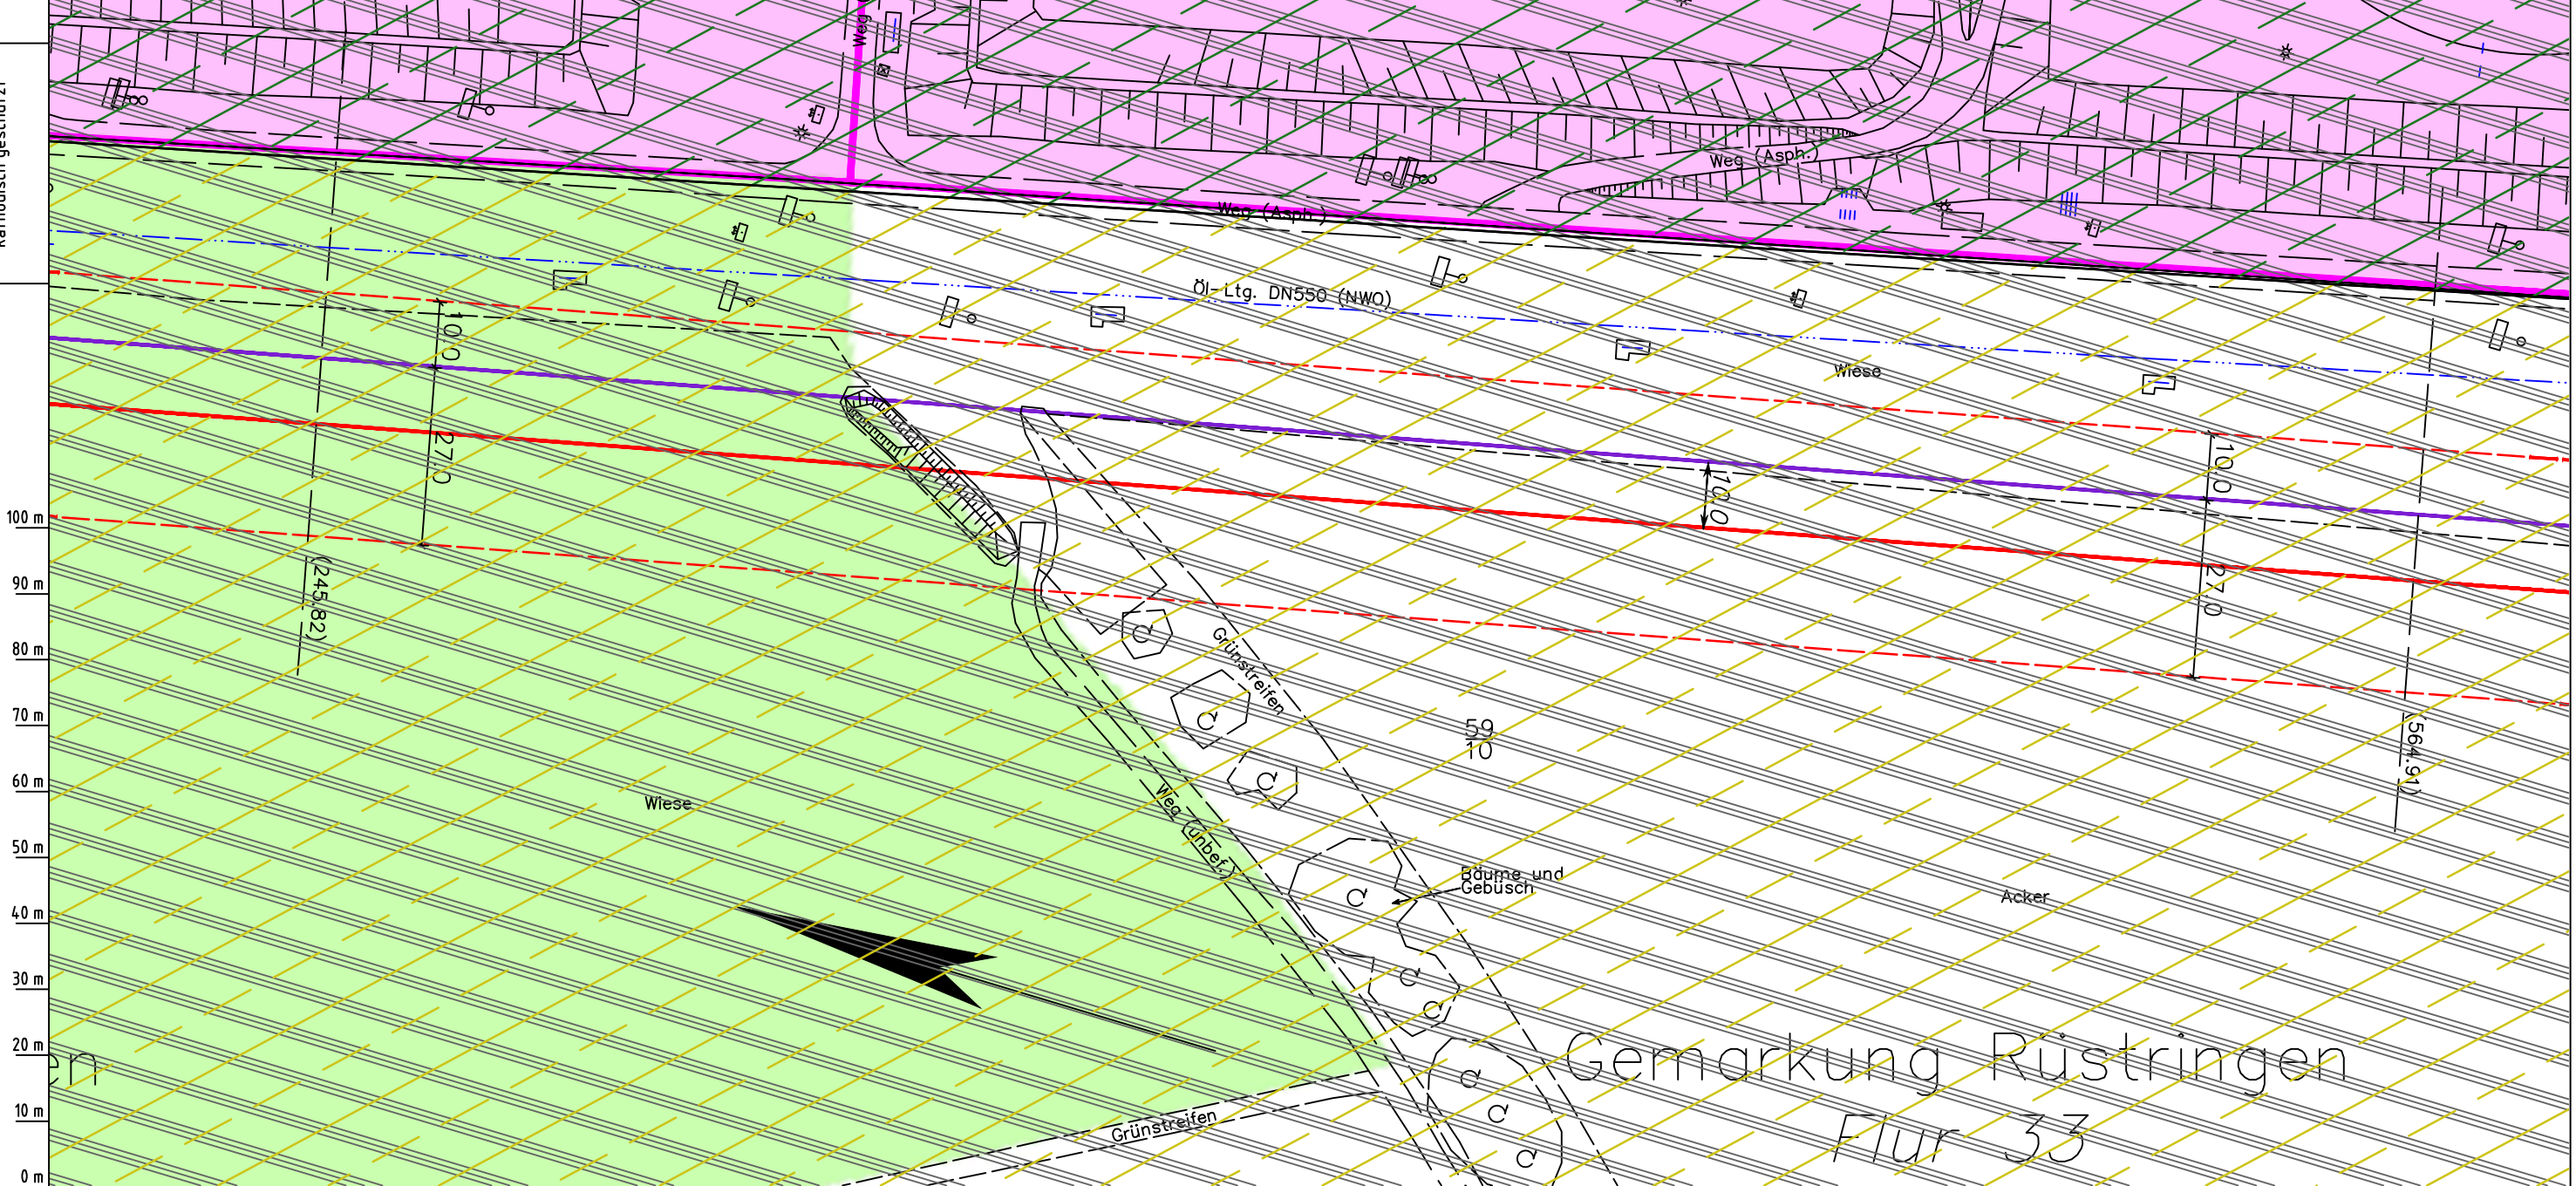 Weg
Weg (Asph.)
Weg (Asph.)
Öl-Ltg. DN550 (NWO)
Wiese
10.0
27.0
10.0
10.0
27.0
(245.82)
(564.91)
100 m
90 m
80 m
70 m
60 m
50 m
40 m
30 m
20 m
10 m
0 m
Grünstreifen
59
10
Wiese
Weg (unbef.)
Bäume und
Gebüsch
Acker
en
Gemarkung Rüstringen
Flur 33
Grünstreifen